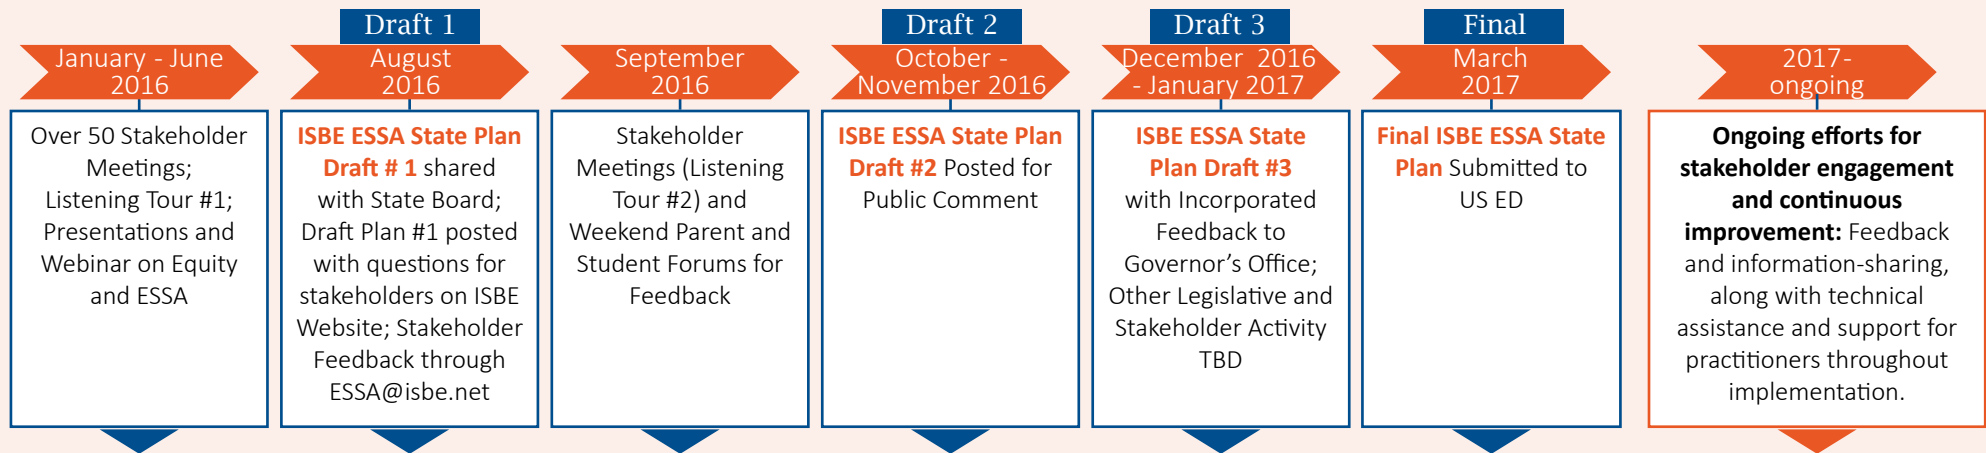 January - June
2016
Over 50 Stakeholder
Meetings;
Listening Tour #1;
Presentations and
Webinar on Equity
and ESSA
Draft 1
August
2016
ISBE ESSA State Plan
Draft # 1 shared
with State Board;
Draft Plan #1 posted
with questions for
stakeholders on ISBE
Website; Stakeholder
Feedback through
ESSA@isbe.net
September
2016
Stakeholder
Meetings (Listening
Tour #2) and
Weekend Parent and
Student Forums for
Feedback
Draft 2
October -
November 2016
ISBE ESSA State Plan
Draft #2 Posted for
Public Comment
Draft 3
December 2016
- January 2017
ISBE ESSA State
Plan Draft #3
with Incorporated
Feedback to
Governor’s Office;
Other Legislative and
Stakeholder Activity
TBD
Final
March
2017
Final ISBE ESSA State
Plan Submitted to
US ED
2017-
ongoing
Ongoing efforts for
stakeholder engagement
and continuous
improvement: Feedback
and information-sharing,
along with technical
assistance and support for
practitioners throughout
implementation.